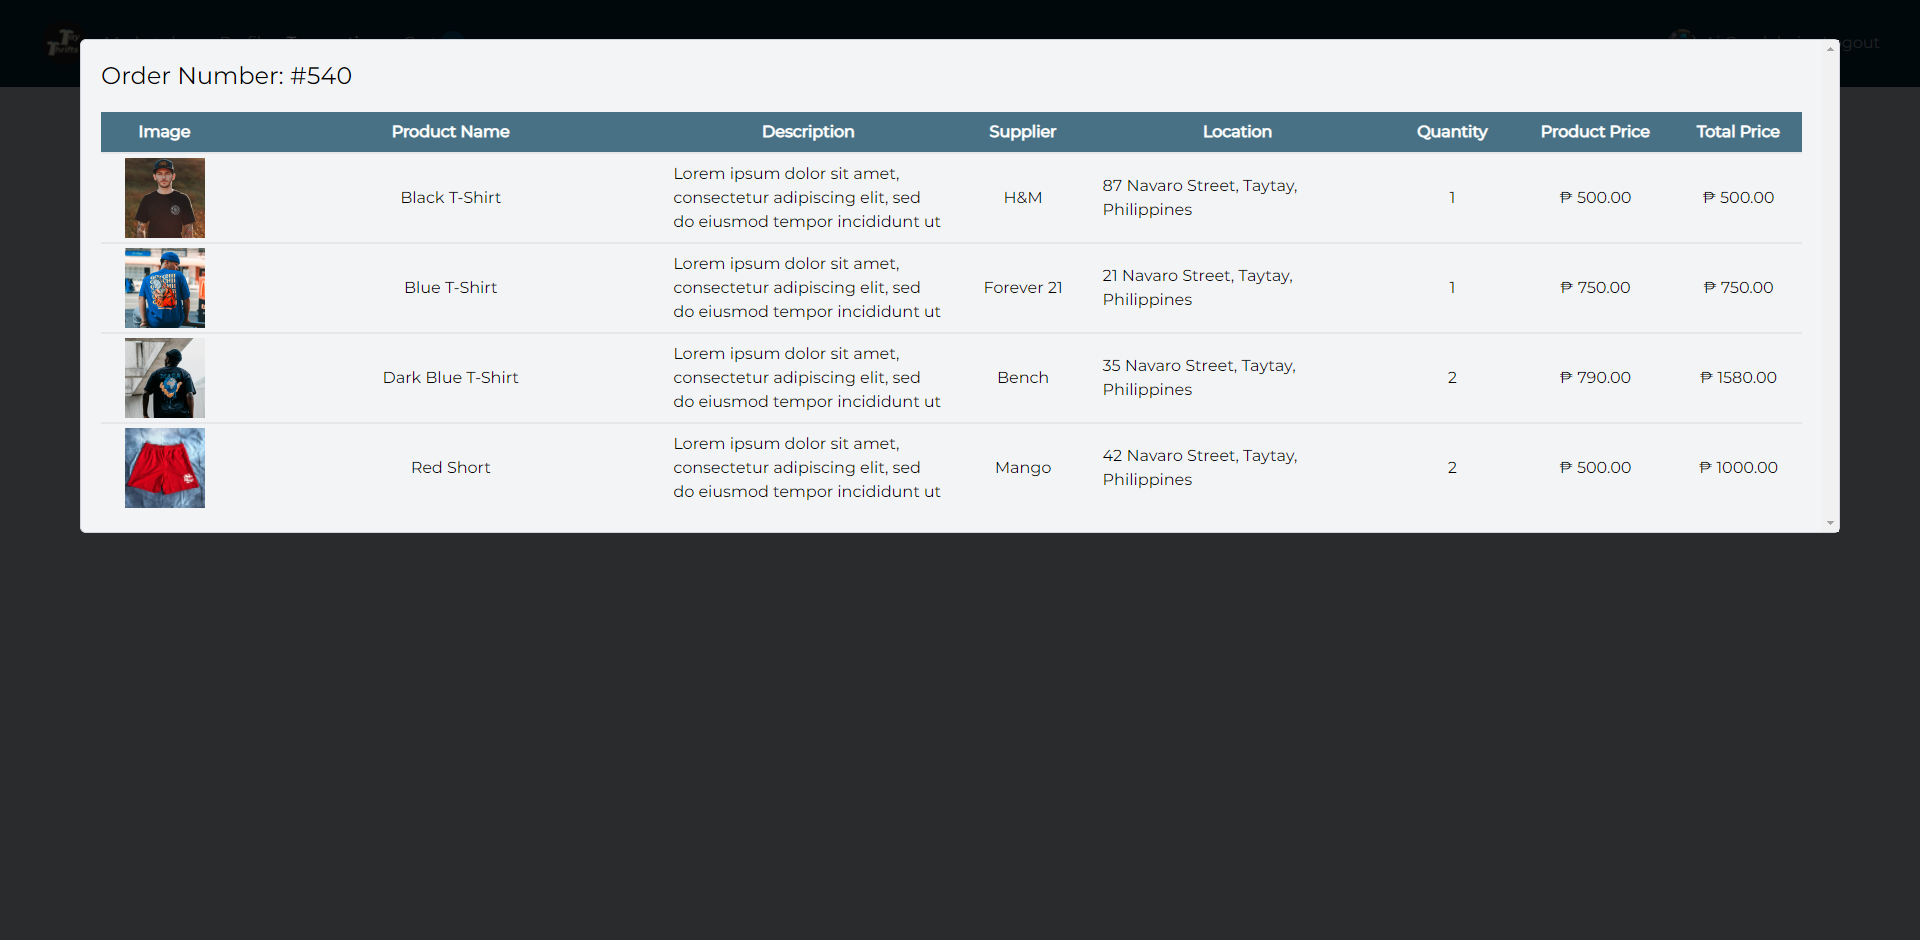 Order Number: #540
Image Product Name Description Supplier Location Quantity Product Price Total Price
Black T-Shirt
Lorem ipsum dolor sit amet,
consectetur adipiscing elit, sed
do eiusmod tempor incididunt ut
H&M
87 Navaro Street, Taytay,
Philippines
1
₱ 500.00
₱ 500.00
Blue T-Shirt
Lorem ipsum dolor sit amet,
consectetur adipiscing elit, sed
do eiusmod tempor incididunt ut
Forever 21
21 Navaro Street, Taytay,
Philippines
1
₱ 750.00
₱ 750.00
Dark Blue T-Shirt
Lorem ipsum dolor sit amet,
consectetur adipiscing elit, sed
do eiusmod tempor incididunt ut
Bench
35 Navaro Street, Taytay,
Philippines
2
₱ 790.00
₱ 1580.00
Red Short
Lorem ipsum dolor sit amet,
consectetur adipiscing elit, sed
do eiusmod tempor incididunt ut
Mango
42 Navaro Street, Taytay,
Philippines
2
₱ 500.00
₱ 1000.00